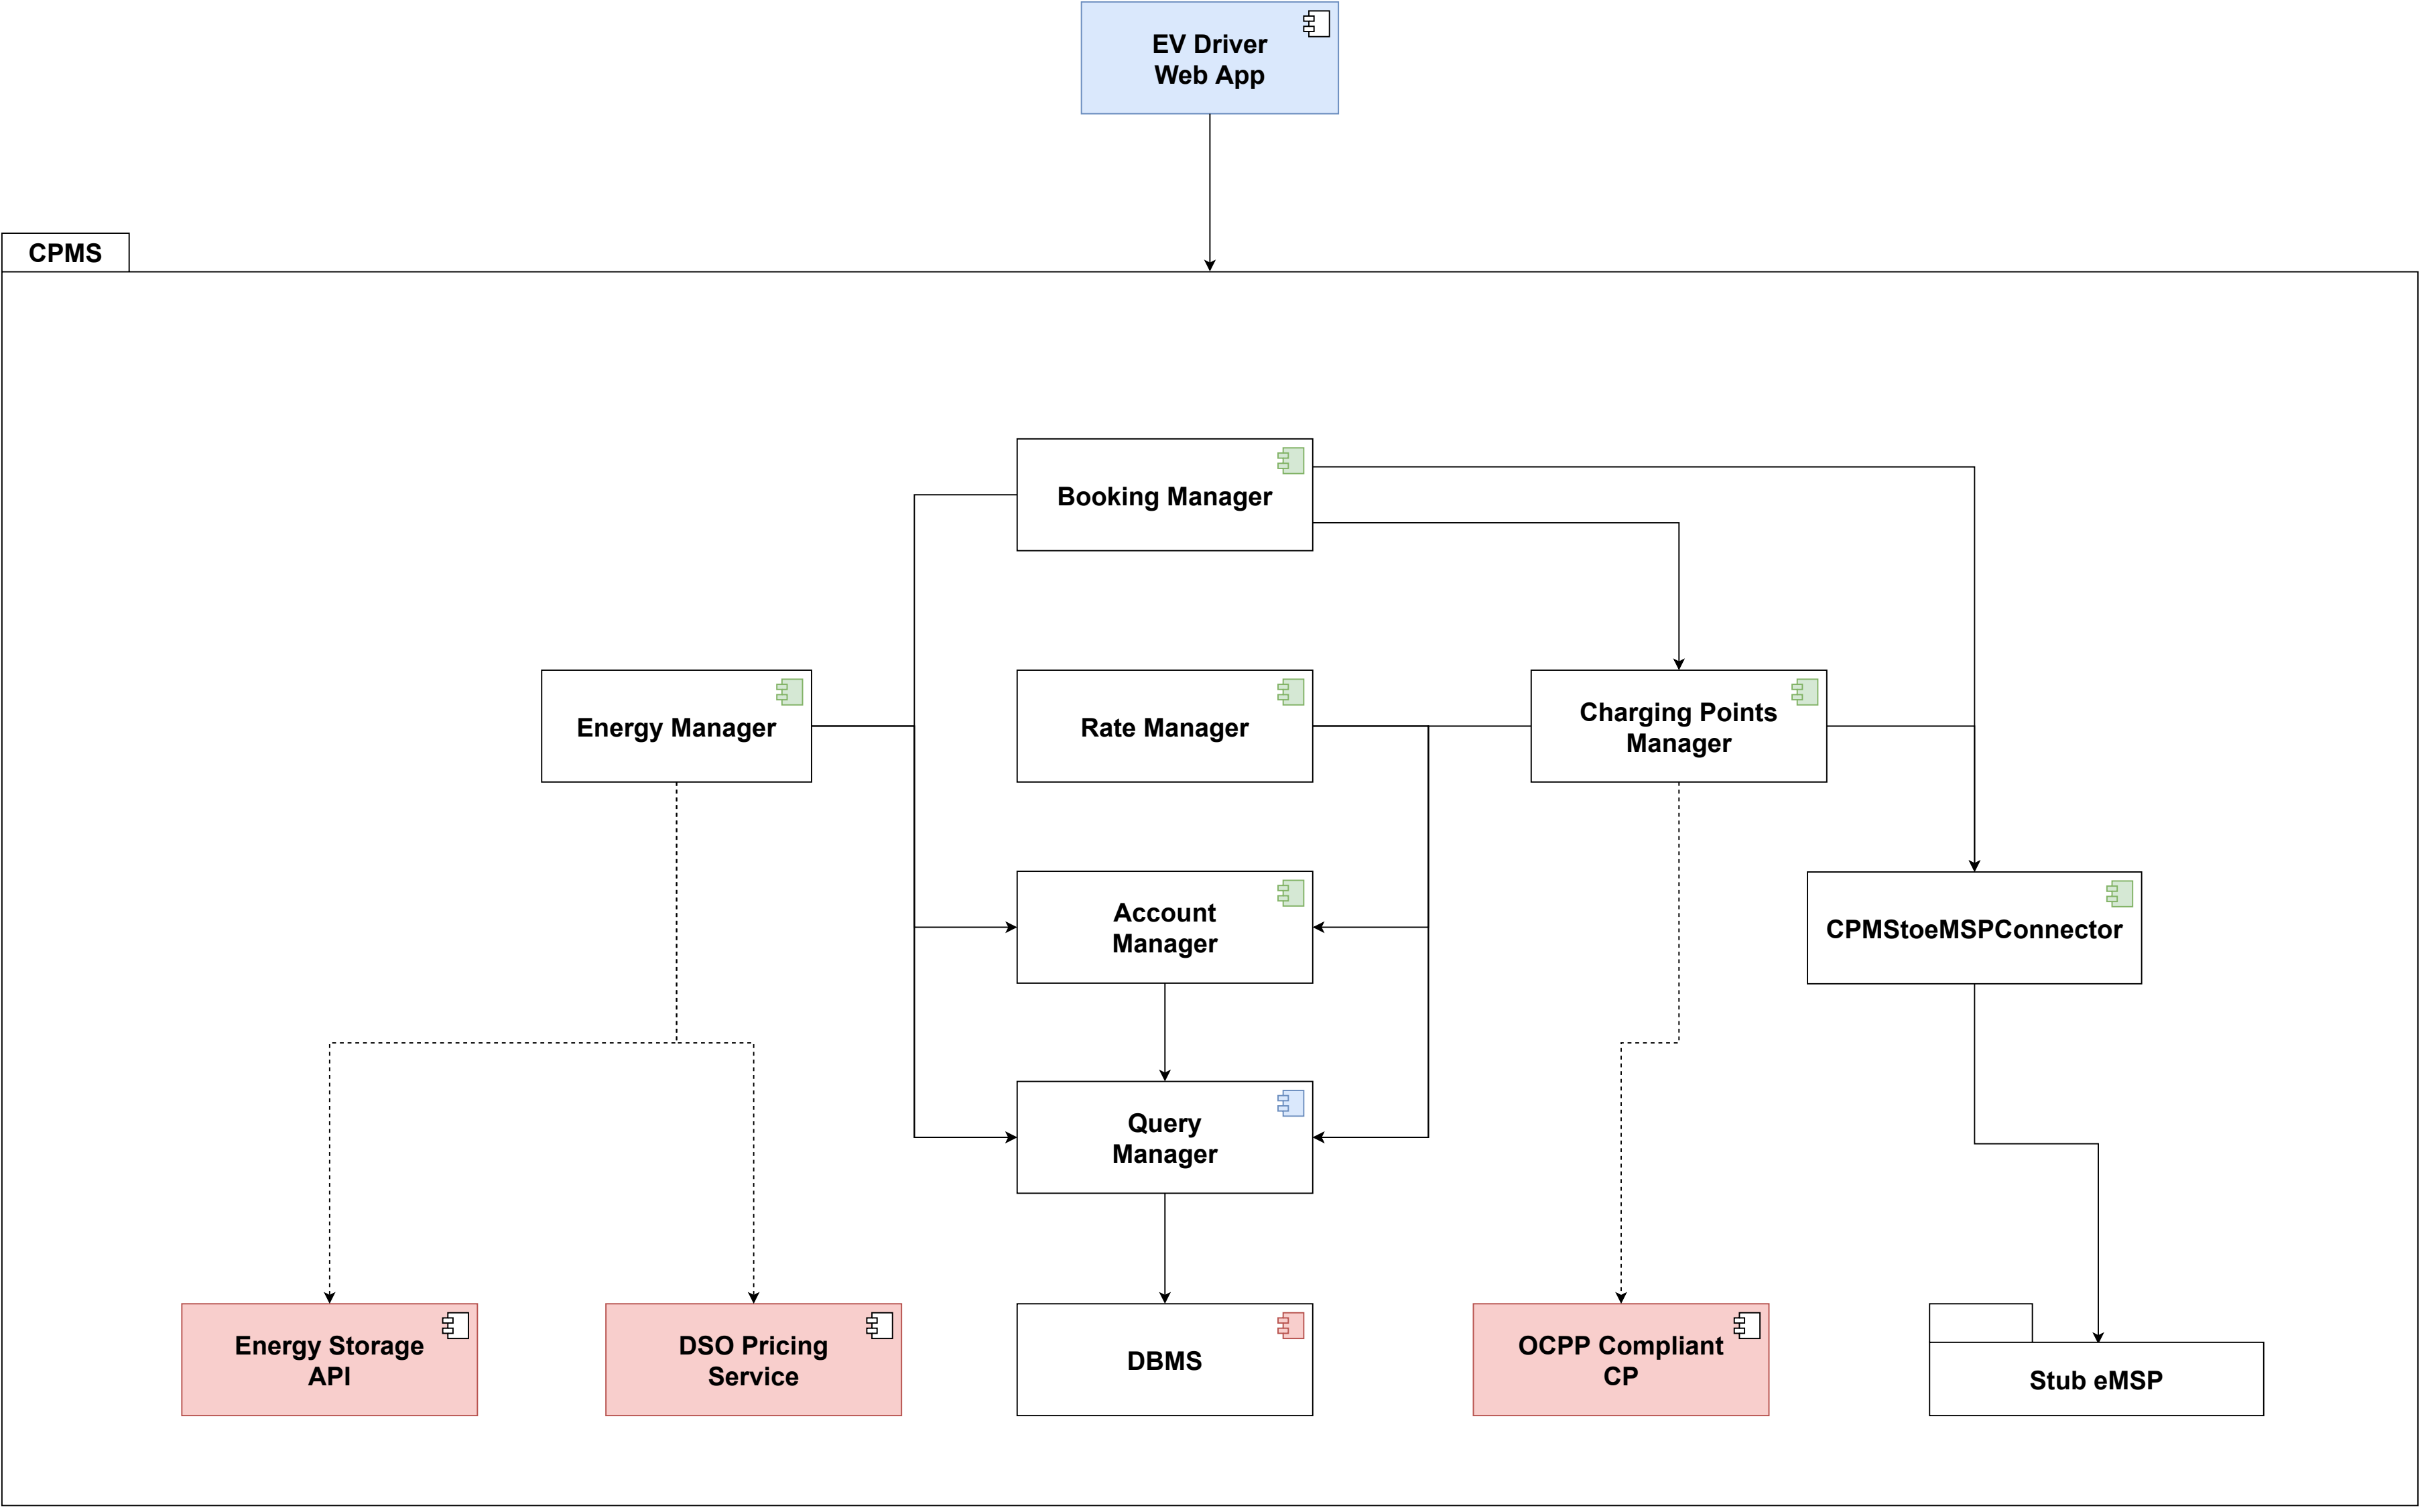 EV Driver
Web App
CPMS
Booking Manager
Energy Manager
Rate Manager
Charging Points
Manager
Account
Manager
CPMStoeMSPConnector
Query
Manager
Energy Storage
API
DSO Pricing
Service
DBMS
OCPP Compliant
CP
Stub eMSP